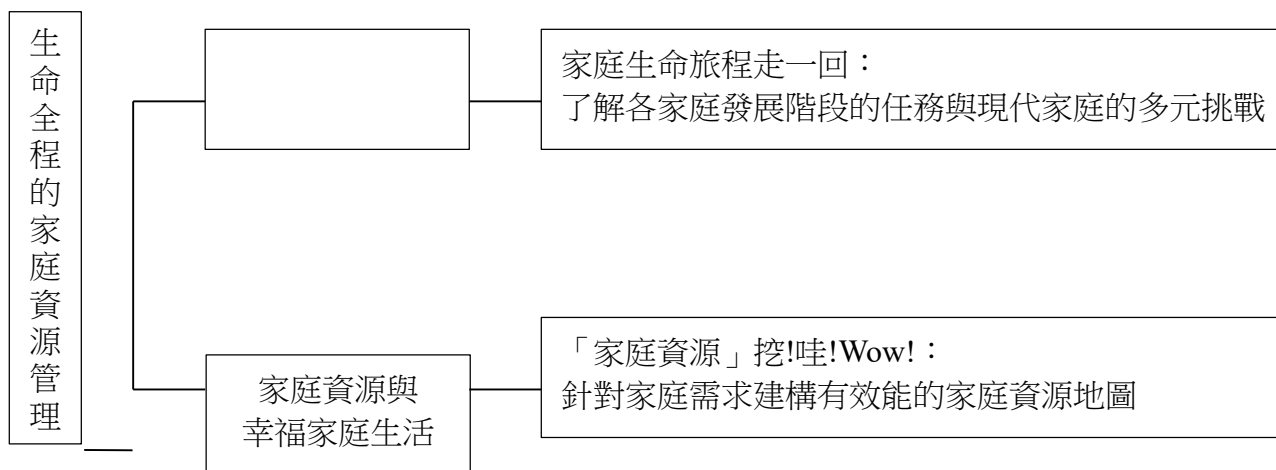 生命全程的家庭資源管理
家庭生命旅程走一回：
了解各家庭發展階段的任務與現代家庭的多元挑戰
家庭資源與
幸福家庭生活
「家庭資源」挖!哇!Wow!：
針對家庭需求建構有效能的家庭資源地圖